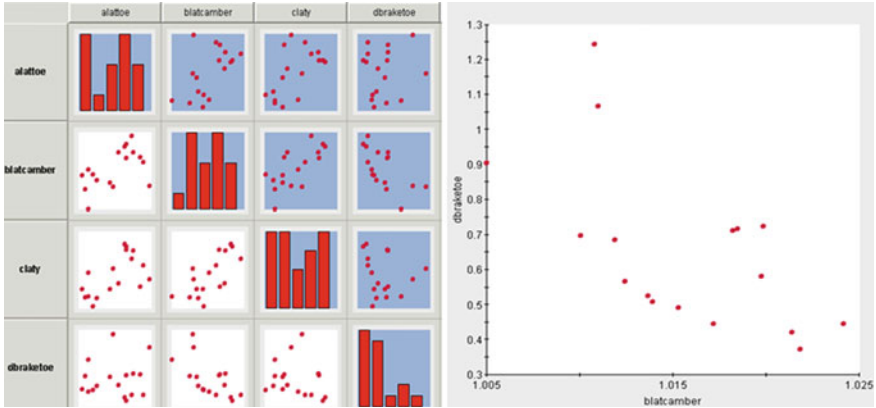 alattoe blatcamber claty dbraketoe
alattoe
blatcamber
claty
dbraketoe
1.3
1.2
1.1
1
0.9
0.8
0.7
0.6
0.5
0.4
0.3
dbraketoe
1.005 1.015 1.025
blatcamber